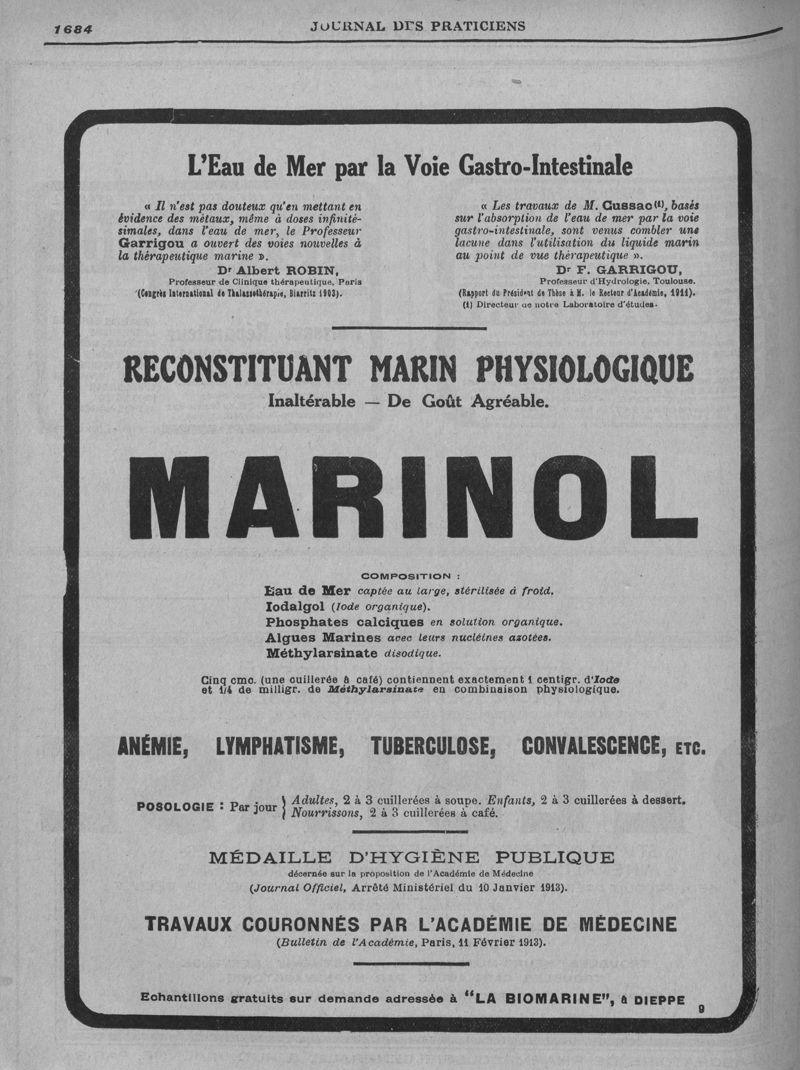 1684
JOURNAL DES PRATICIENS
L'Eau de Mer par la Voie Gastro-Intestinale
« Il n'est pas douteux qu'en mettant en
évidence des métaux, même à doses infinité-
simales, dans l'eau de mer, le Professeur
Garrigou a ouvert des voies nouvelles à
la thérapeutique marine ».
Dr Albert ROBIN,
Professeur de Clinique thérapeutique, Paris
(Congrès International de Thalassothérapie, Biarritz 1903).
« Les travaux de M. Cussac(1), basés
sur l'absorption de l'eau de mer par la voie
gastro-intestinale, sont venus combler une
lacune dans l'utilisation du liquide marin
au point de vue thérapeutique ».
Dr F. GARRIGOU,
Professeur d'Hydrologie, Toulouse.
(Rapport du Président de Thèse à M. le Recteur d'Académie, 1911).
(1) Directeur de notre Laboratoire d'études.
RECONSTITUANT MARIN PHYSIOLOGIQUE
Inaltérable — De Goût Agréable.
MARINOL
COMPOSITION :
Eau de Mer captée au large, stérilisée à froid.
Iodalgol (Iode organique).
Phosphates calciques en solution organique.
Algues Marines avec leurs nucléines azotées.
Méthylarsinate disodique.
Cinq cmc. (une cuillerée à café) contiennent exactement 1 centigr. d'Iode
et 1/4 de milligr. de Méthylarsinate en combinaison physiologique.
ANÉMIE, LYMPHATISME, TUBERCULOSE, CONVALESCENCE, ETC.
POSOLOGIE : Par jour { Adultes, 2 à 3 cuillerées à soupe. Enfants, 2 à 3 cuillerées à dessert.
Nourrissons, 2 à 3 cuillerées à café.
MÉDAILLE D'HYGIÈNE PUBLIQUE
décernée sur la proposition de l'Académie de Médecine
(Journal Officiel, Arrêté Ministériel du 10 Janvier 1913).
TRAVAUX COURONNÉS PAR L'ACADÉMIE DE MÉDECINE
(Bulletin de l'Académie, Paris, 11 Février 1913).
Echantillons gratuits sur demande adressée à "LA BIOMARINE", à DIEPPE
9